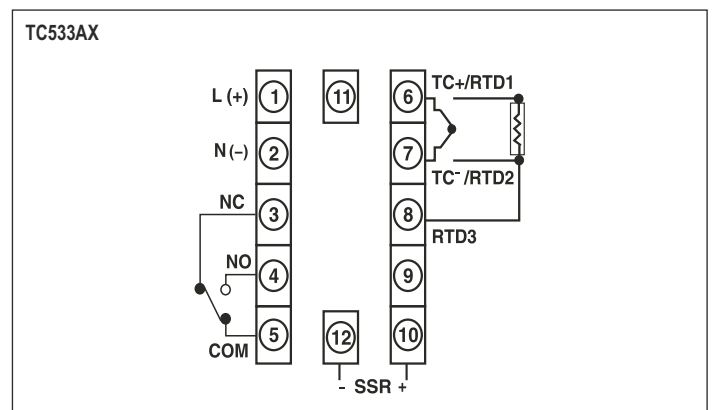 TC533AX
L (+) 1 11 6 TC+/RTD1
N (–) 2 7 TC-/RTD2
NC 3 8 RTD3
NO 4 9
COM 5 12 10
- SSR +